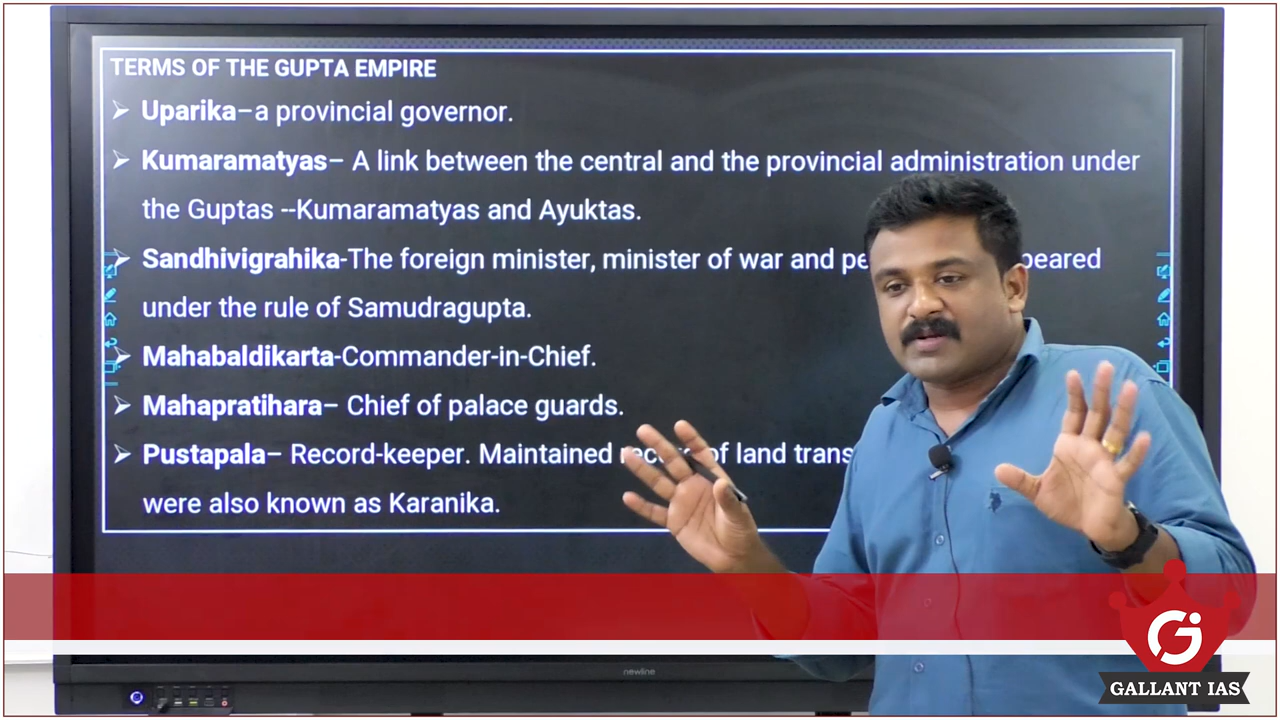 TERMS OF THE GUPTA EMPIRE
➢ Uparika–a provincial governor.
➢ Kumaramatyas– A link between the central and the provincial administration under
the Guptas --Kumaramatyas and Ayuktas.
➢ Sandhivigrahika-The foreign minister, minister of war and
under the rule of Samudragupta.
➢ Mahabaldikarta-Commander-in-Chief.
➢ Mahapratihara– Chief of palace guards.
➢ Pustapala– Record-keeper. Maintained of land
were also known as Karanika.
newline
GALLANT IAS